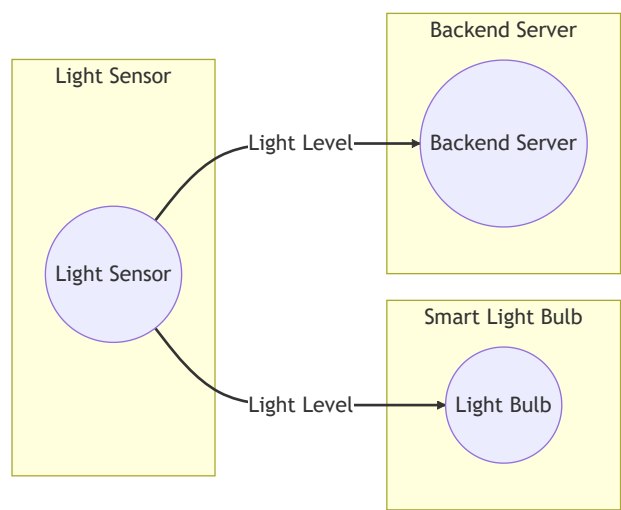 Light Sensor
Light Sensor
Light Level
Light Level
Backend Server
Backend Server
Smart Light Bulb
Light Bulb